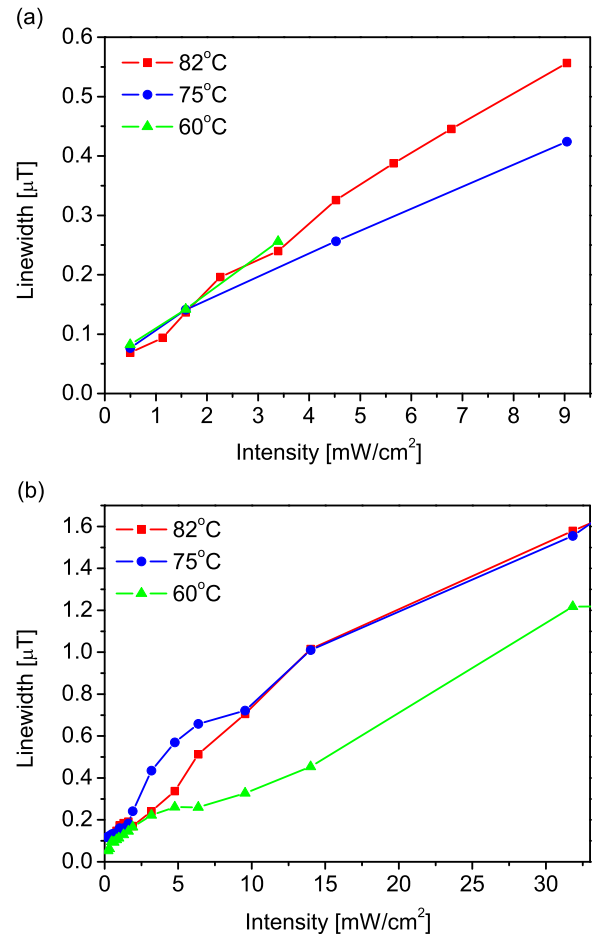 (a)
0.6
0.5
0.4
0.3
0.2
0.1
0.0
Linewidth [μT]
82°C
75°C
60°C
0 1 2 3 4 5 6 7 8 9
Intensity [mW/cm²]
(b)
1.6
1.4
1.2
1.0
0.8
0.6
0.4
0.2
0.0
Linewidth [μT]
82°C
75°C
60°C
0 5 10 15 20 25 30
Intensity [mW/cm²]